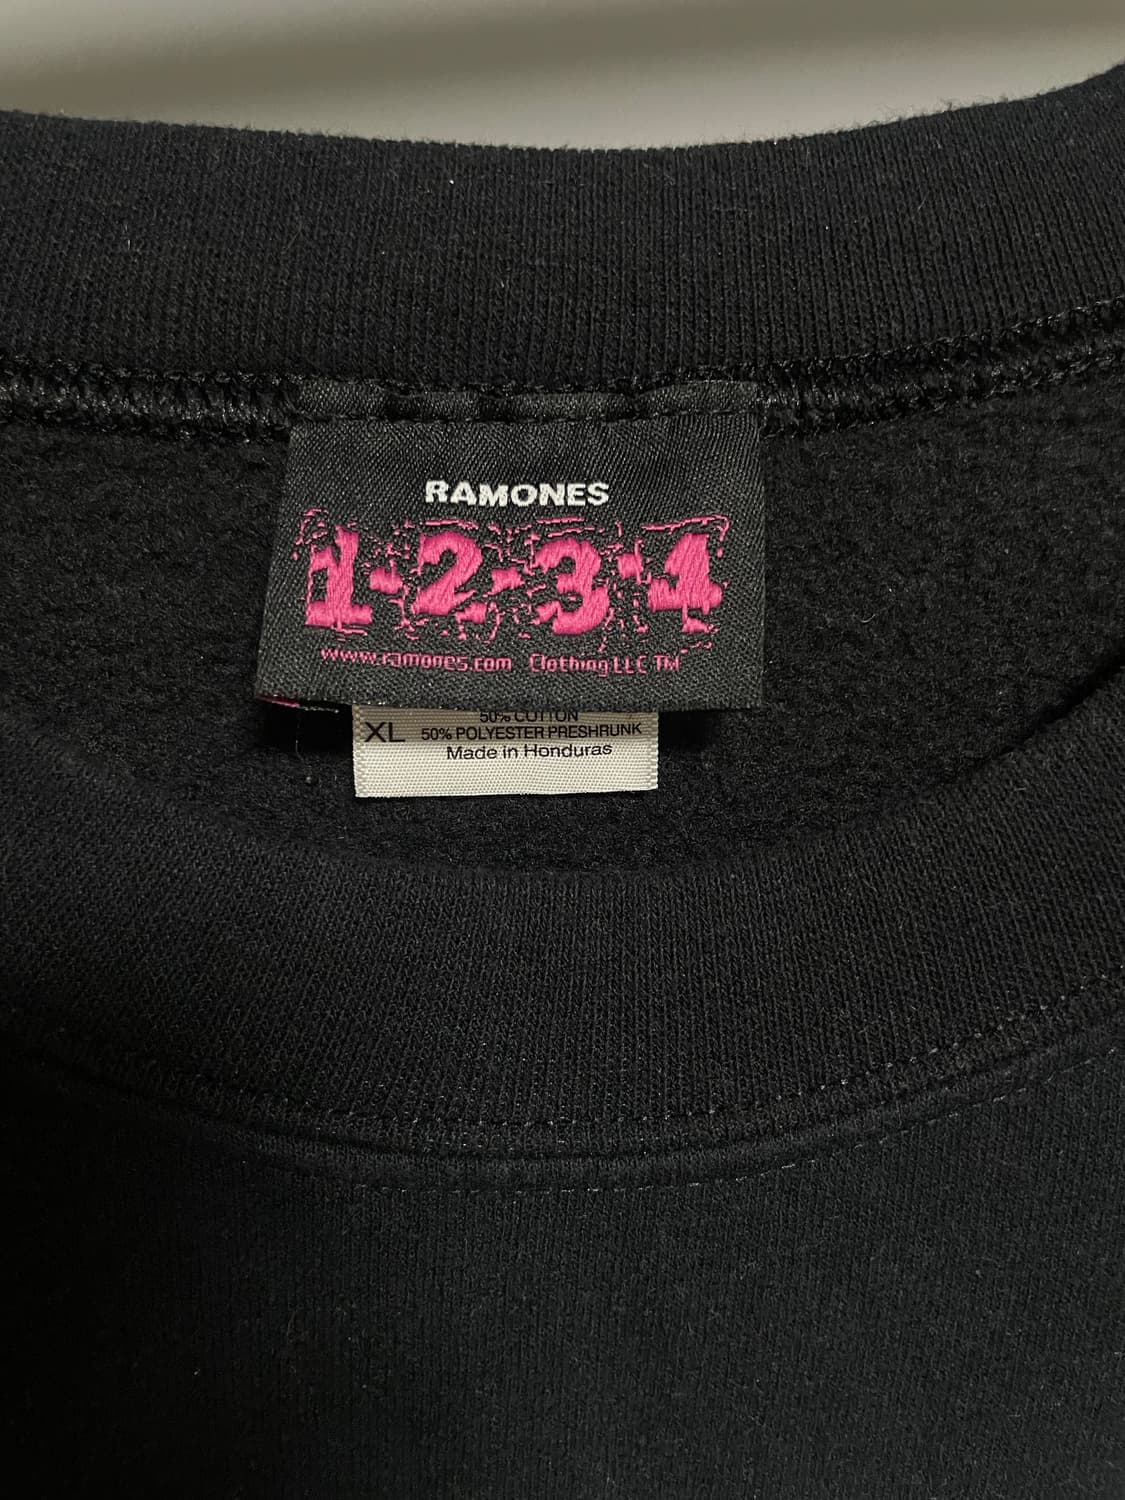 RAMONES
1-2-3-4
www.ramones.com Clothing LLC TM
50% COTTON
XL 50% POLYESTER PRESHRUNK
Made in Honduras